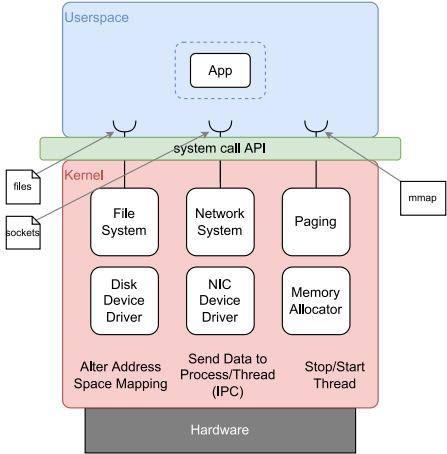 Userspace
App
system call API
files
Kernel
mmap
sockets
File
System
Network
System
Paging
Disk
Device
Driver
NIC
Device
Driver
Memory
Allocator
Alter Address
Space Mapping
Send Data to
Process/Thread
(IPC)
Stop/Start
Thread
Hardware